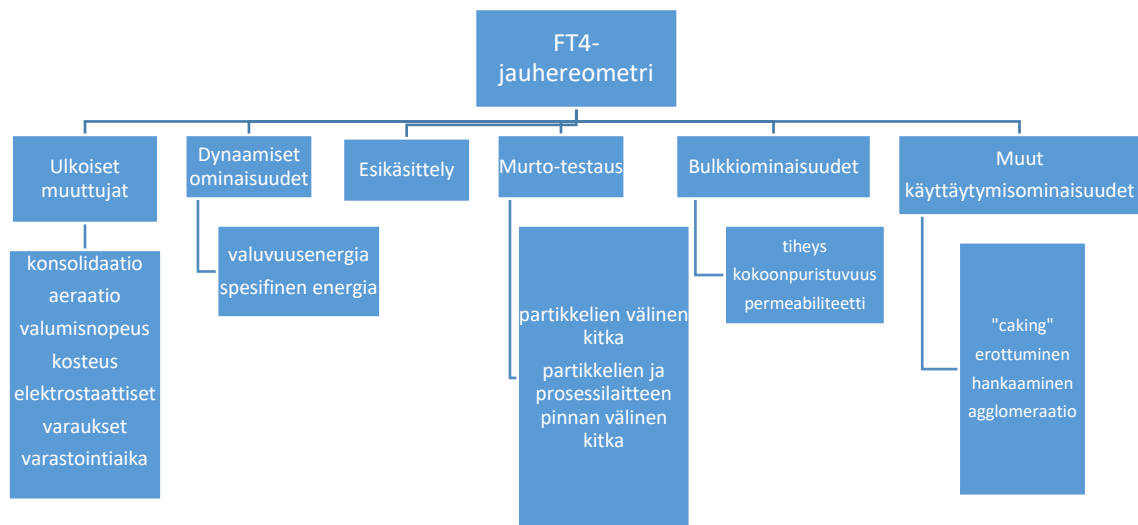 FT4-
jauhereometri
Ulkoiset
muuttujat
Dynaamiset
ominaisuudet
Esikäsittely
Murto-testaus
Bulkkiominaisuudet
Muut
käyttäytymisominaisuudet
konsolidaatio
aeraatio
valumisnopeus
kosteus
elektrostaattiset
varaukset
varastointiaika
valuvuusenergia
spesifinen energia
partikkelien välinen
kitka
partikkelien ja
prosessilaitteen
pinnan välinen
kitka
tiheys
kokoonpuristuvuus
permeabiliteetti
"caking"
erottuminen
hankaaminen
agglomeraatio